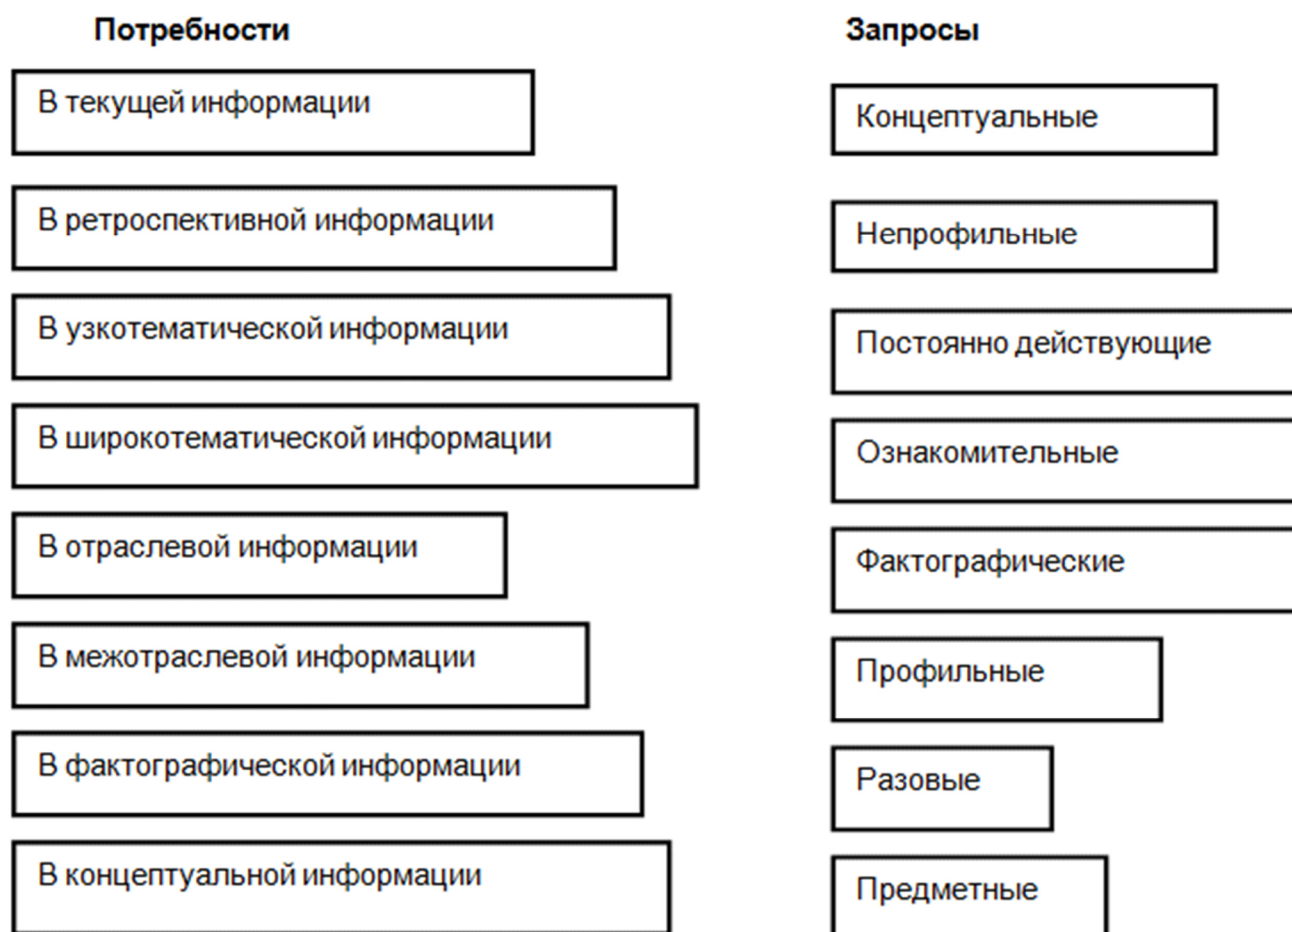 Потребности
Запросы
В текущей информации
Концептуальные
В ретроспективной информации
Непрофильные
В узкотематической информации
Постоянно действующие
В широкотематической информации
Ознакомительные
В отраслевой информации
Фактографические
В межотраслевой информации
Профильные
В фактографической информации
Разовые
В концептуальной информации
Предметные